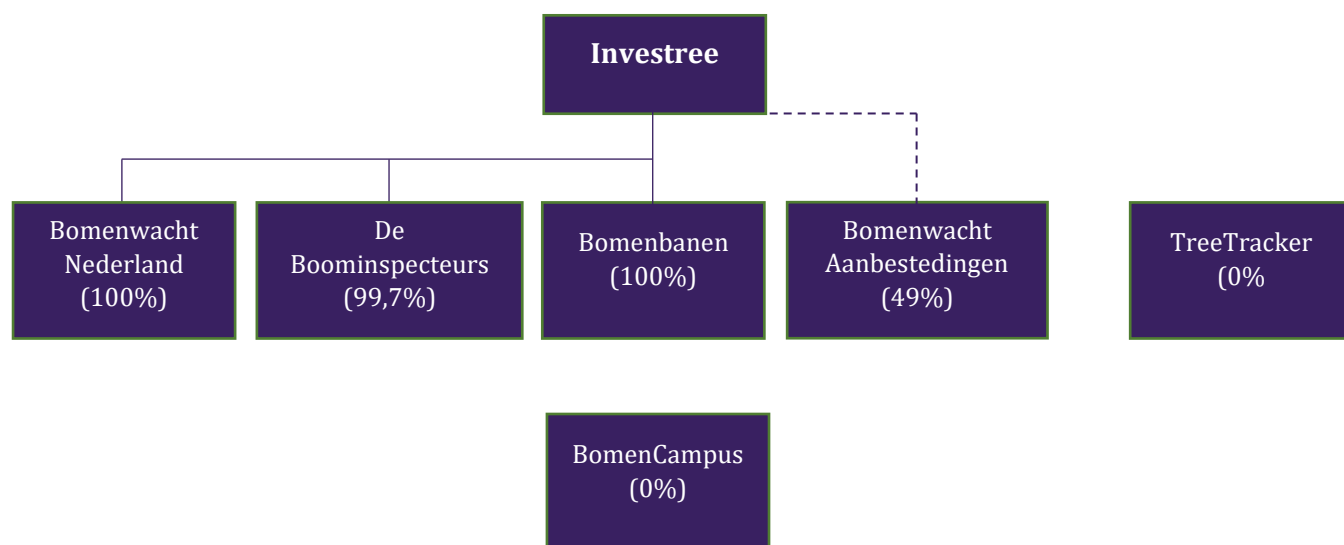 Investree
Bomenwacht
Nederland
(100%)
De
Boominspecteurs
(99,7%)
Bomenbanen
(100%)
Bomenwacht
Aanbestedingen
(49%)
TreeTracker
(0%
BomenCampus
(0%)